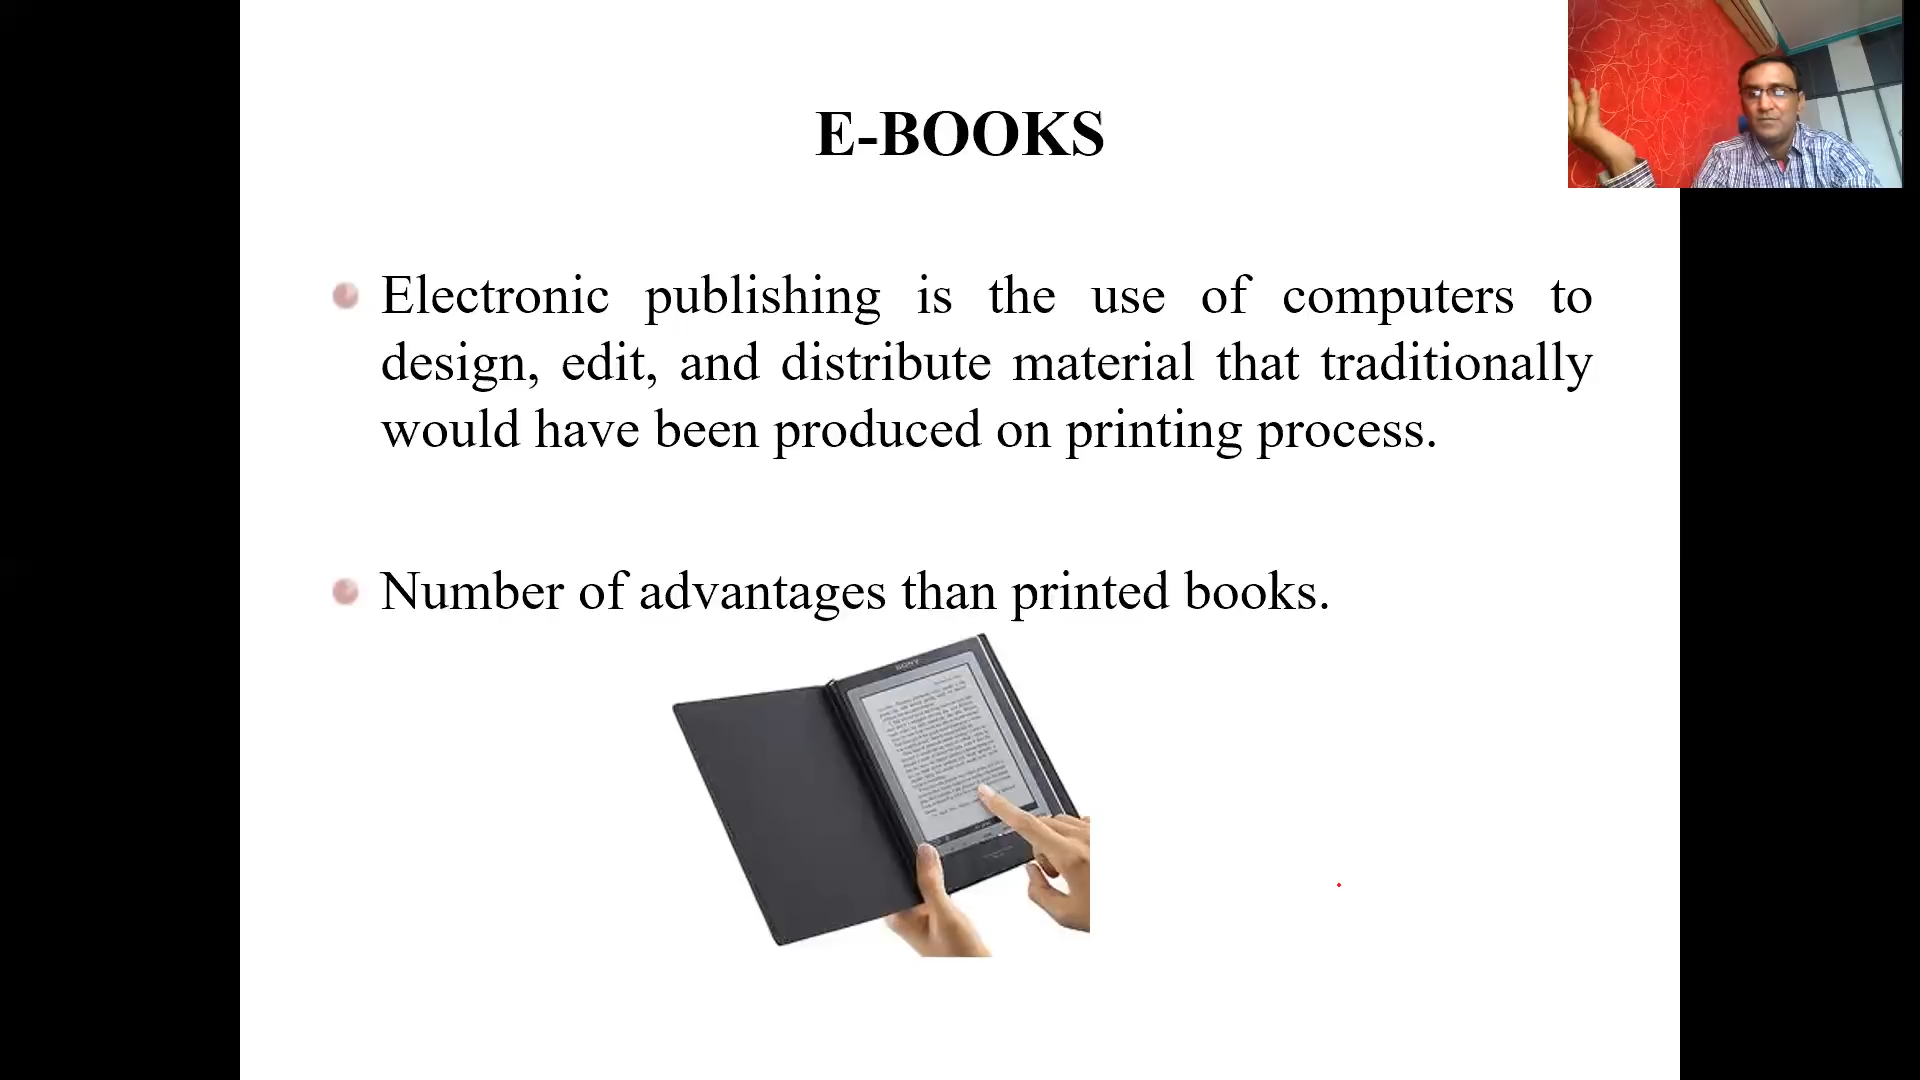 E-BOOKS
Electronic publishing is the use of computers to
design, edit, and distribute material that traditionally
would have been produced on printing process.
Number of advantages than printed books.
SONY